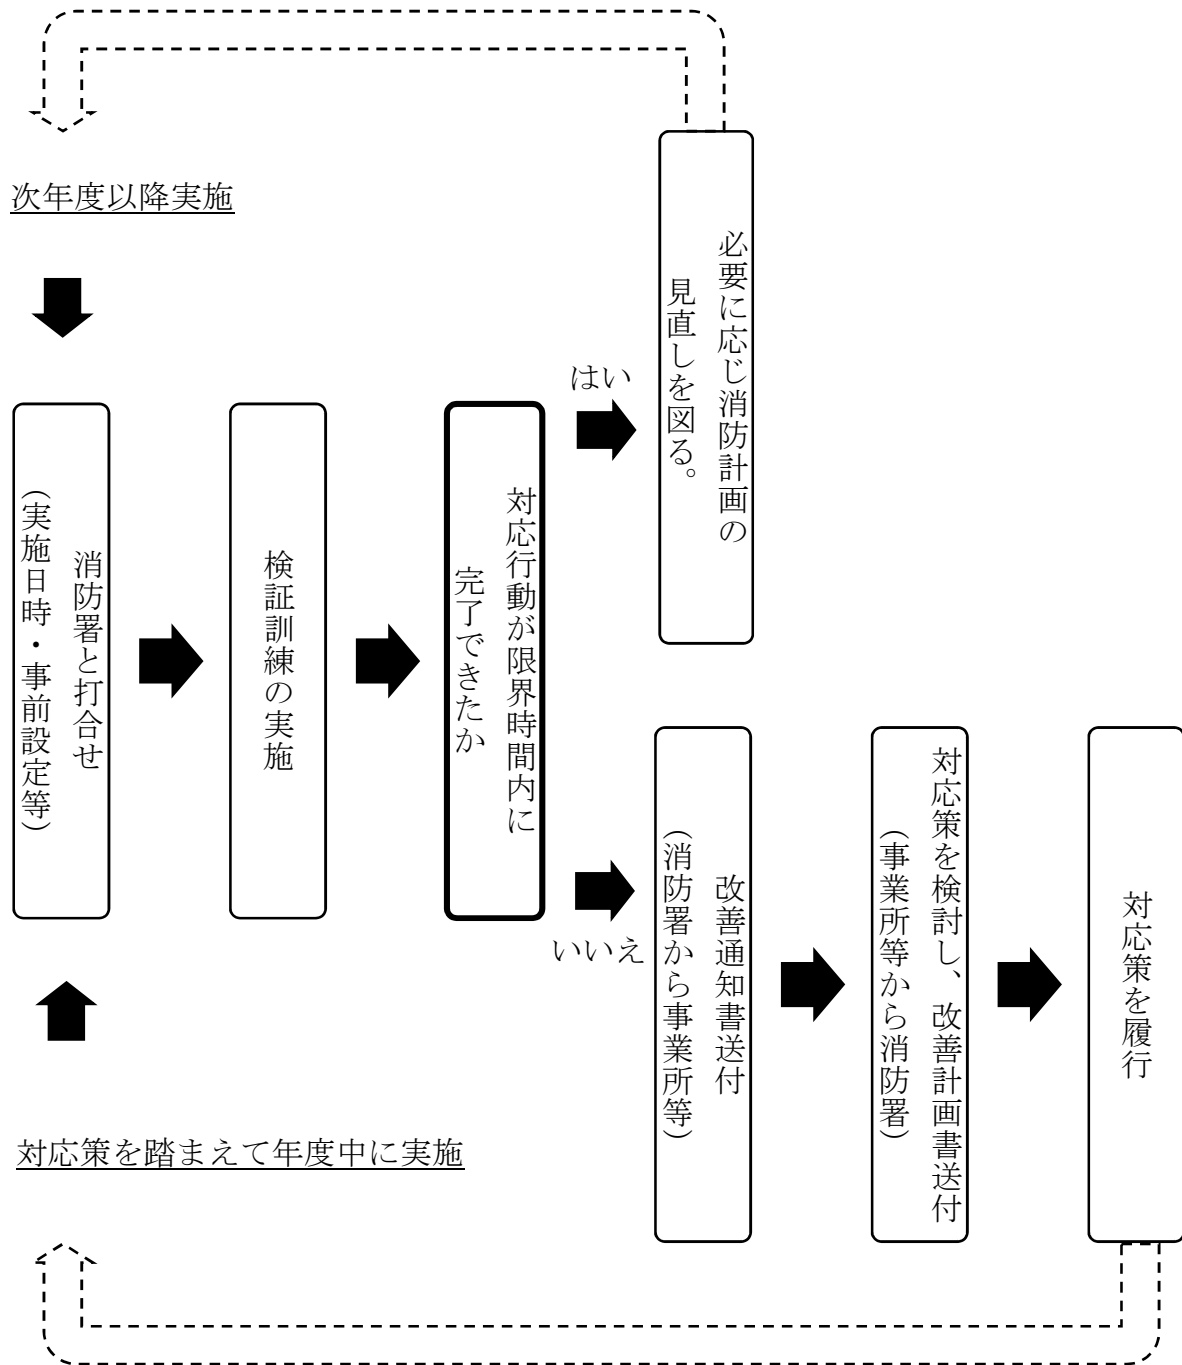 次年度以降実施
消防署と打合せ
（実施日時・事前設定等）
検証訓練の実施
対応行動が限界時間内に
完了できたか
はい
必要に応じ消防計画の
見直しを図る。
いいえ
改善通知書送付
（消防署から事業所等）
対応策を検討し、改善計画書送付
（事業所等から消防署）
対応策を履行
対応策を踏まえて年度中に実施